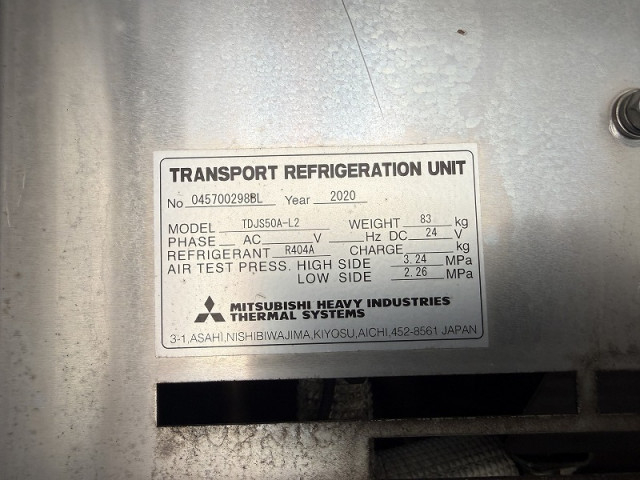 TRANSPORT REFRIGERATION UNIT
No 045700298BL Year 2020
MODEL TDJS50A-L2 WEIGHT 83 kg
PHASE AC V Hz DC 24 V
REFRIGERANT R404A CHARGE kg
AIR TEST PRESS. HIGH SIDE 3.24 MPa
LOW SIDE 2.26 MPa
MITSUBISHI HEAVY INDUSTRIES
THERMAL SYSTEMS
3-1,ASAHI,NISHIBIWAJIMA,KIYOSU,AICHI,452-8561 JAPAN